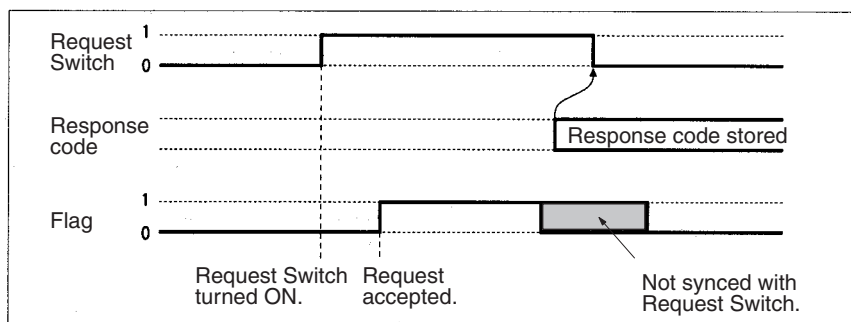 Request
Switch
1
0
Response
code
Response code stored
Flag
1
0
Request Switch
turned ON.
Request
accepted.
Not synced with
Request Switch.